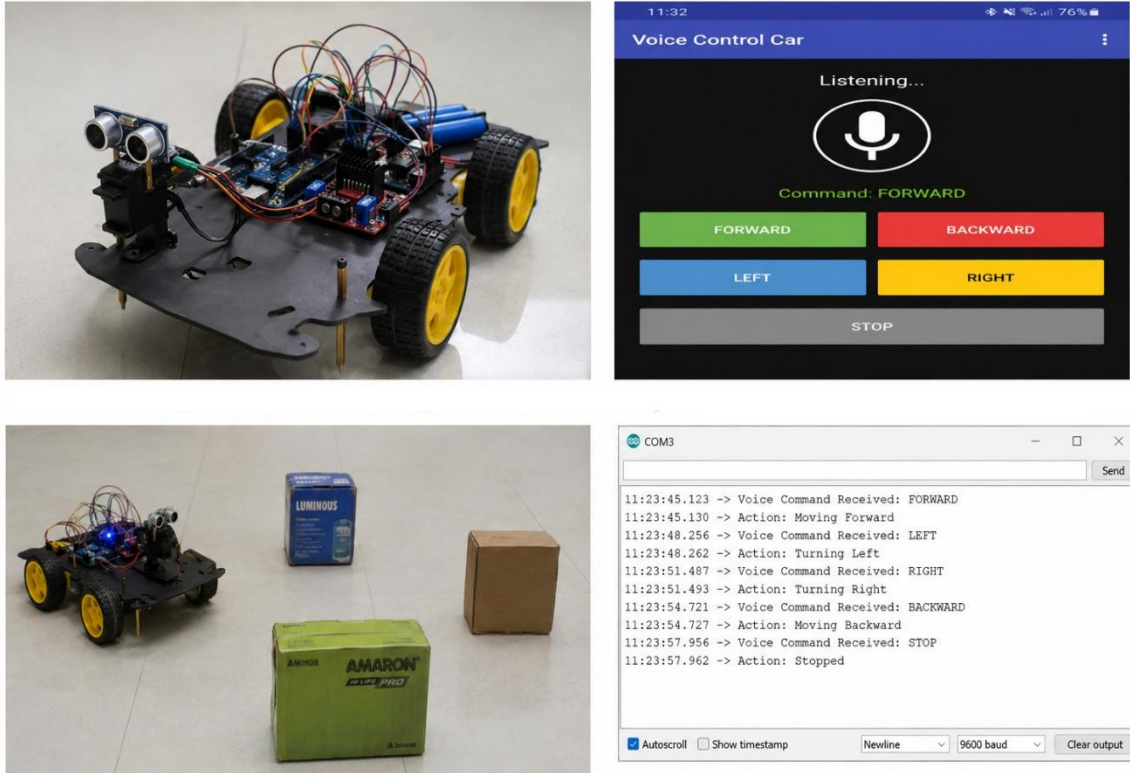 11:32
76%
Voice Control Car
Listening...
Command: FORWARD
FORWARD
BACKWARD
LEFT
RIGHT
STOP
LUMINOUS
AMARON
HI LIFE PRO
COM3
Send
11:23:45.123 -> Voice Command Received: FORWARD
11:23:45.130 -> Action: Moving Forward
11:23:48.256 -> Voice Command Received: LEFT
11:23:48.262 -> Action: Turning Left
11:23:51.487 -> Voice Command Received: RIGHT
11:23:51.493 -> Action: Turning Right
11:23:54.721 -> Voice Command Received: BACKWARD
11:23:54.727 -> Action: Moving Backward
11:23:57.956 -> Voice Command Received: STOP
11:23:57.962 -> Action: Stopped
Autoscroll
Show timestamp
Newline
9600 baud
Clear output